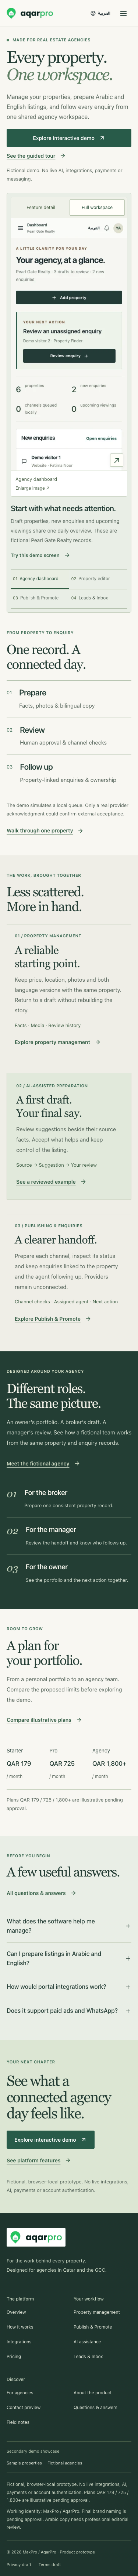 aqarpro
العربية
MADE FOR REAL ESTATE AGENCIES
Every property.
One workspace.
Manage your properties, prepare Arabic and
English listings, and follow every enquiry from
one shared agency workspace.
Explore interactive demo ↗
See the guided tour →
Fictional demo. No live AI, integrations, payments or
messaging.
Feature detail
Full workspace
Dashboard
Pearl Gate Realty
العربية
A LITTLE CLARITY FOR YOUR DAY
Your agency, at a glance.
Pearl Gate Realty · 2 drafts to review · 2 new
enquiries
+ Add property
YOUR NEXT ACTION
Review an unassigned enquiry
Demo visitor 2 · Property Finder
Review enquiry →
6 properties
2 new enquiries
0 channels queued
locally
0 upcoming viewings
New enquiries
Open enquiries
Demo visitor 1
Website · Fatima Noor
Agency dashboard
Enlarge image ↗
Start with what needs attention.
Draft properties, new enquiries and upcoming
viewings share one daily overview. These are
fictional Pearl Gate Realty records.
Try this demo screen →
01 Agency dashboard
02 Property editor
03 Publish & Promote
04 Leads & Inbox
FROM PROPERTY TO ENQUIRY
One record. A
connected day.
01 Prepare
Facts, photos and bilingual copy
02 Review
Human approval & channel checks
03 Follow up
Property-linked enquiries & ownership
The demo simulates a local queue. Only a real provider
acknowledgment could confirm external acceptance.
Walk through one property →
THE WORK, BROUGHT TOGETHER
Less scattered.
More in hand.
01 / PROPERTY MANAGEMENT
A reliable
starting point.
Keep price, location, photos and both
language versions with the same property.
Return to a draft without rebuilding the
story.
Facts · Media · Review history
Explore property management →
02 / AI-ASSISTED PREPARATION
A first draft.
Your final say.
Review suggestions beside their source
facts. Accept what helps and keep
control of the listing.
Source → Suggestion → Your review
See a reviewed example →
03 / PUBLISHING & ENQUIRIES
A clearer handoff.
Prepare each channel, inspect its status
and keep enquiries linked to the property
and the agent following up. Providers
remain unconnected.
Channel checks · Assigned agent · Next action
Explore Publish & Promote →
DESIGNED AROUND YOUR AGENCY
Different roles.
The same picture.
An owner's portfolio. A broker's draft. A
manager's review. See how a fictional team works
from the same property and enquiry records.
Meet the fictional agency →
01 For the broker
Prepare one consistent property record.
02 For the manager
Review the handoff and know who follows up.
03 For the owner
See the portfolio and the next action together.
ROOM TO GROW
A plan for
your portfolio.
From a personal portfolio to an agency team.
Compare the proposed limits before exploring
the demo.
Compare illustrative plans →
Starter
QAR 179
/ month
Pro
QAR 725
/ month
Agency
QAR 1,800+
/ month
Plans QAR 179 / 725 / 1,800+ are illustrative pending
approval.
BEFORE YOU BEGIN
A few useful answers.
All questions & answers →
What does the software help me
manage? +
Can I prepare listings in Arabic and
English? +
How would portal integrations work? +
Does it support paid ads and WhatsApp? +
YOUR NEXT CHAPTER
See what a
connected agency
day feels like.
Explore interactive demo ↗
See platform features →
Fictional, browser-local prototype. No live integrations,
AI, payments or account authentication.
aqarpro
For the work behind every property.
Designed for agencies in Qatar and the GCC.
The platform
Overview
How it works
Integrations
Pricing
Your workflow
Property management
Publish & Promote
AI assistance
Leads & Inbox
Discover
For agencies
Contact preview
Field notes
About the product
Questions & answers
Secondary demo showcase
Sample properties
Fictional agencies
Fictional, browser-local prototype. No live integrations, AI,
payments or account authentication. Plans QAR 179 / 725 /
1,800+ are illustrative pending approval.
Working identity: MaxPro / AqarPro. Final brand naming is
pending approval. Arabic copy needs professional editorial
review.
© 2026 MaxPro / AqarPro · Product prototype
Privacy draft
Terms draft